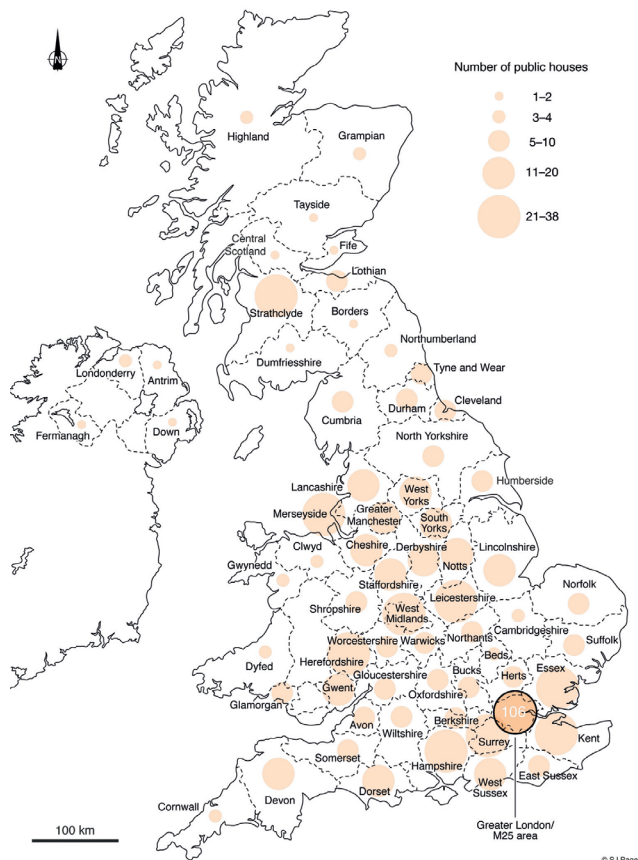 N
Number of public houses
1–2
3–4
5–10
11–20
21–38
Highland
Grampian
Tayside
Central
Scotland
Fife
Lothian
Strathclyde
Borders
Dumfriesshire
Northumberland
Tyne and Wear
Londonderry
Antrim
Fermanagh
Down
Cumbria
Durham
Cleveland
North Yorkshire
Lancashire
West
Yorks
Humberside
Merseyside
Greater
Manchester
South
Yorks
Clwyd
Cheshire
Derbyshire
Notts
Lincolnshire
Gwynedd
Staffordshire
Shropshire
West
Midlands
Leicestershire
Norfolk
Cambridgeshire
Suffolk
Worcestershire
Warwicks
Northants
Dyfed
Herefordshire
Beds
Essex
Glamorgan
Gwent
Gloucestershire
Oxfordshire
Bucks
Herts
106
Avon
Wiltshire
Berkshire
Surrey
Kent
Somerset
Hampshire
West
Sussex
East Sussex
Cornwall
Devon
Dorset
Greater London/
M25 area
100 km
© S J Page